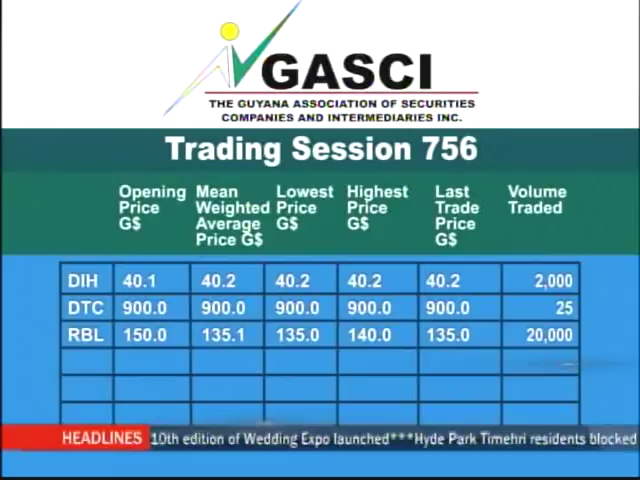 GASCI
THE GUYANA ASSOCIATION OF SECURITIES
COMPANIES AND INTERMEDIARIES INC.
Trading Session 756
Opening Price G$ Mean Weighted Average Price G$ Lowest Price G$ Highest Price G$ Last Trade Price G$ Volume Traded
DIH 40.1 40.2 40.2 40.2 40.2 2,000
DTC 900.0 900.0 900.0 900.0 900.0 25
RBL 150.0 135.1 135.0 140.0 135.0 20,000
HEADLINES 10th edition of Wedding Expo launched***Hyde Park Timehri residents blocked